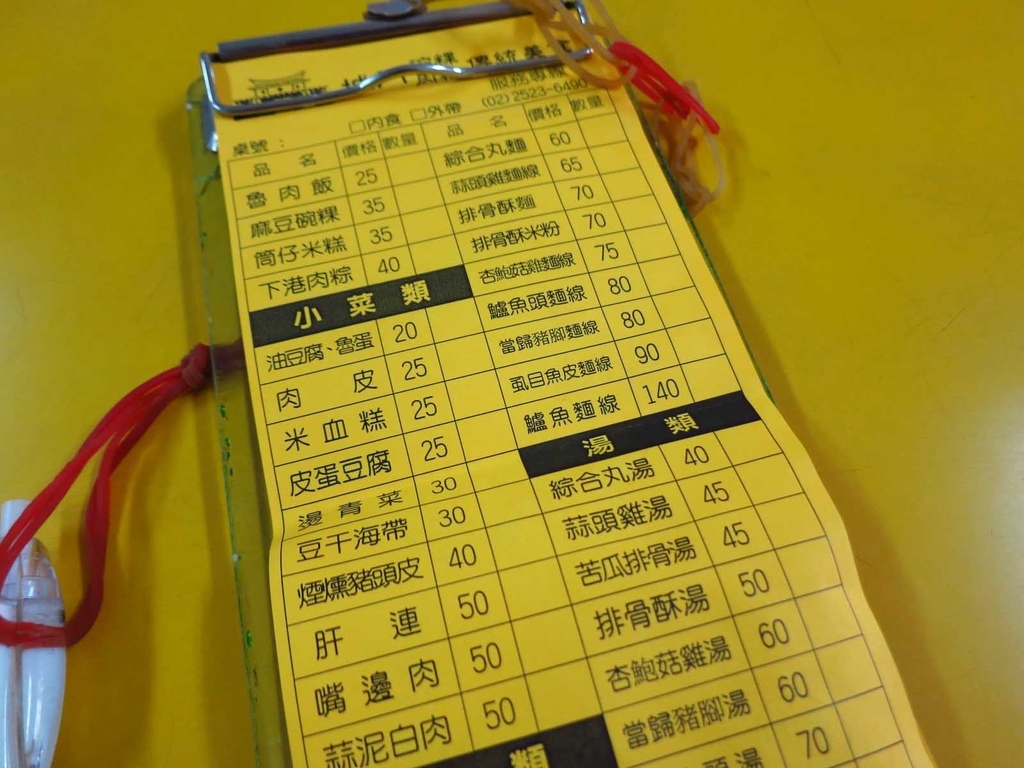 碗粿 傳統美食
服務專線
(02)2523-6490
□內食 □外帶
桌號：
品 名 價格 數量
魯肉飯 25
麻豆碗粿 35
筒仔米糕 35
下港肉粽 40
小菜類
油豆腐、魯蛋 20
肉皮 25
米血糕 25
皮蛋豆腐 25
燙青菜 30
豆干海帶 30
煙燻豬頭皮 40
肝連 50
嘴邊肉 50
蒜泥白肉 50
類
品 名 價格 數量
綜合丸麵 60
蒜頭雞麵線 65
排骨酥麵 70
排骨酥米粉 70
杏鮑菇雞麵線 75
鱸魚頭麵線 80
當歸豬腳麵線 80
虱目魚皮麵線 90
鱸魚麵線 140
湯類
綜合丸湯 40
蒜頭雞湯 45
苦瓜排骨湯 45
排骨酥湯 50
杏鮑菇雞湯 60
當歸豬腳湯 60
頭湯 70